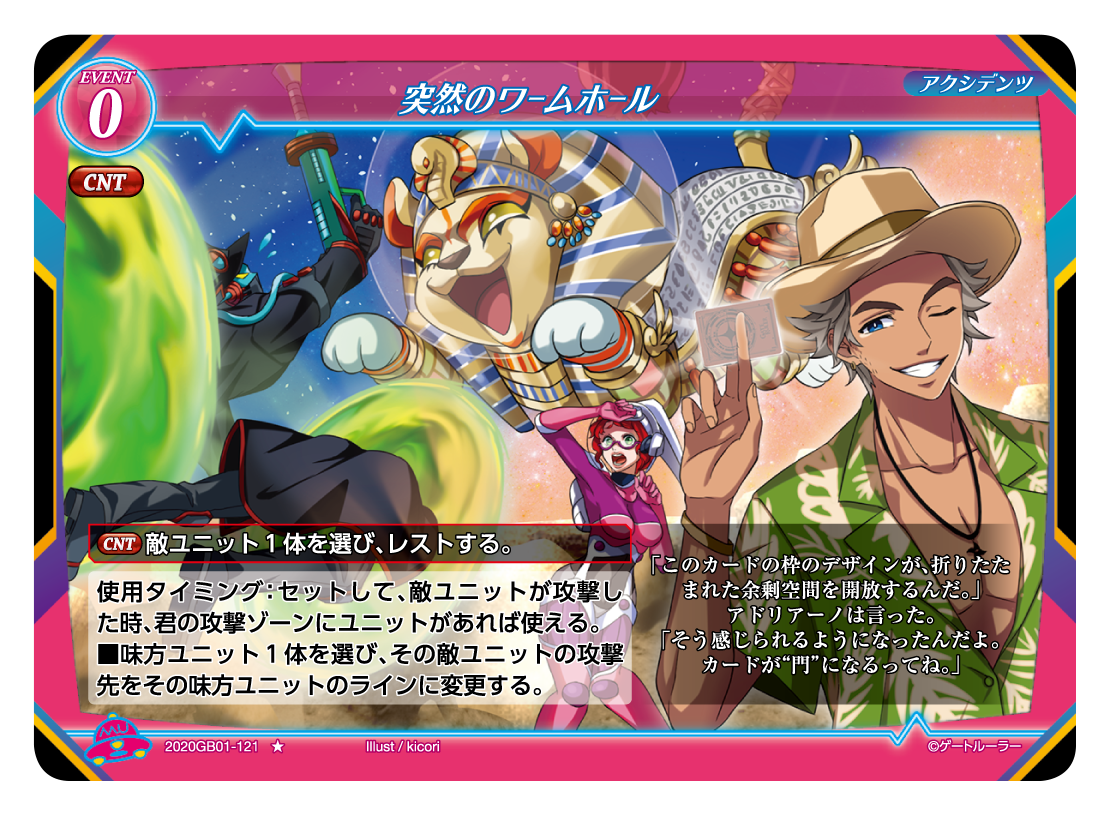 EVENT
0
突然のワームホール
アクシデンツ
CNT
CNT 敵ユニット1体を選び、レストする。
使用タイミング：セットして、敵ユニットが攻撃し
た時、君の攻撃ゾーンにユニットがあれば使える。
■味方ユニット1体を選び、その敵ユニットの攻撃
先をその味方ユニットのラインに変更する。
「このカードの枠のデザインが、折りたた
まれた余剰空間を開放するんだ。」
アドリアーノは言った。
「そう感じられるようになったんだよ。
カードが“門”になるってね。」
MU
2020GB01-121 ★
Illust / kicori
©ゲートルーラー